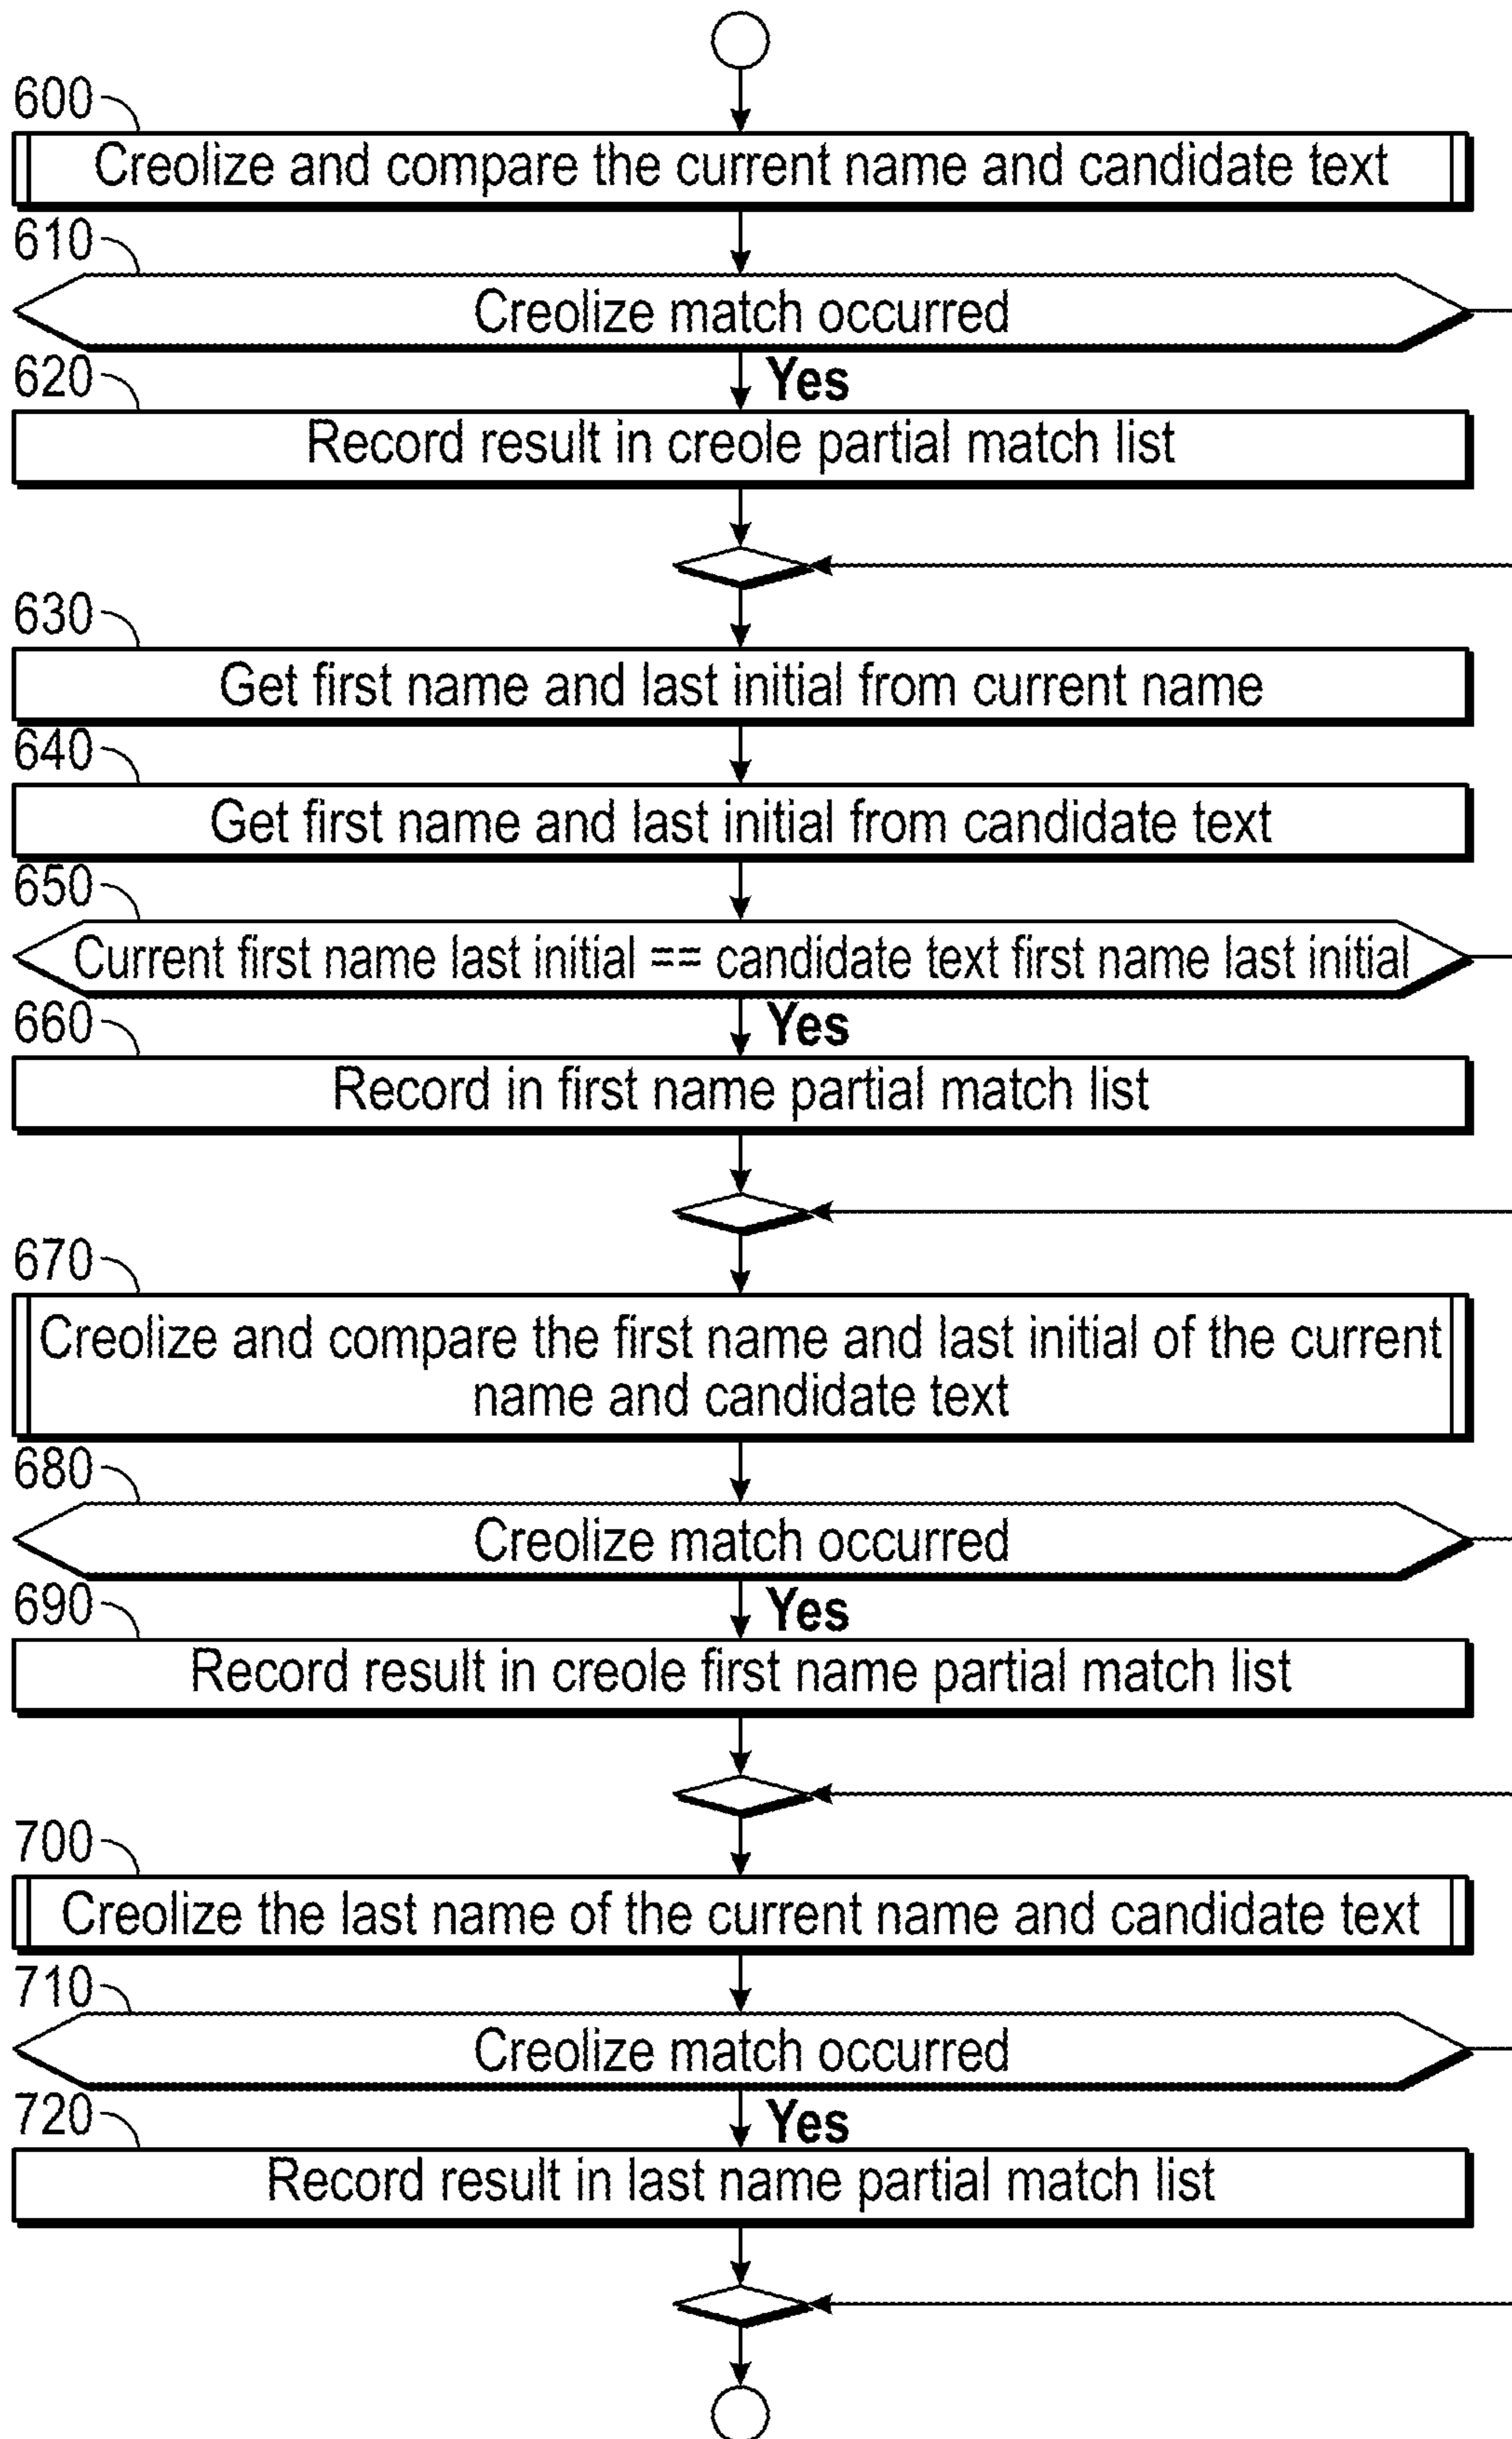 600
Creolize and compare the current name and candidate text
610
Creolize match occurred
Yes
620
Record result in creole partial match list
630
Get first name and last initial from current name
640
Get first name and last initial from candidate text
650
Current first name last initial == candidate text first name last initial
Yes
660
Record in first name partial match list
670
Creolize and compare the first name and last initial of the current
name and candidate text
680
Creolize match occurred
Yes
690
Record result in creole first name partial match list
700
Creolize the last name of the current name and candidate text
710
Creolize match occurred
Yes
720
Record result in last name partial match list